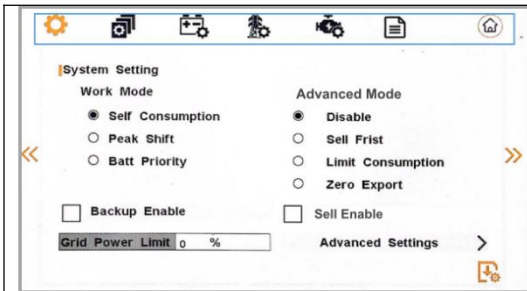 System Setting
Work Mode
Self Consumption
Peak Shift
Batt Priority
Advanced Mode
Disable
Sell Frist
Limit Consumption
Zero Export
Backup Enable
Sell Enable
Grid Power Limit 0 %
Advanced Settings